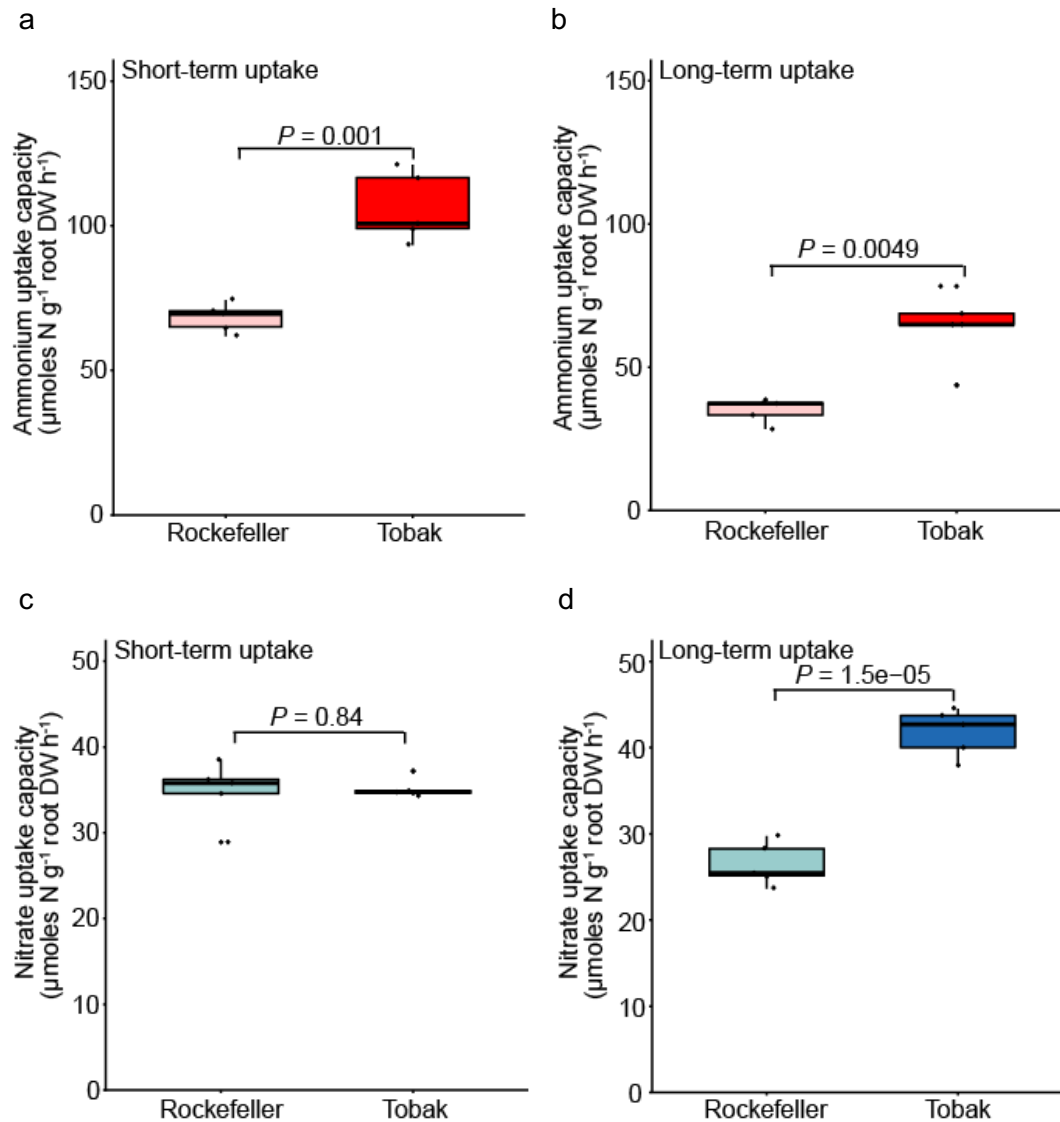 a
Short-term uptake
150
100
50
0
Ammonium uptake capacity
(µmoles N g⁻¹ root DW h⁻¹)
P = 0.001
Rockefeller
Tobak
b
Long-term uptake
150
100
50
0
Ammonium uptake capacity
(µmoles N g⁻¹ root DW h⁻¹)
P = 0.0049
Rockefeller
Tobak
c
Short-term uptake
50
40
30
20
10
0
Nitrate uptake capacity
(µmoles N g⁻¹ root DW h⁻¹)
P = 0.84
Rockefeller
Tobak
d
Long-term uptake
50
40
30
20
10
0
Nitrate uptake capacity
(µmoles N g⁻¹ root DW h⁻¹)
P = 1.5e−05
Rockefeller
Tobak